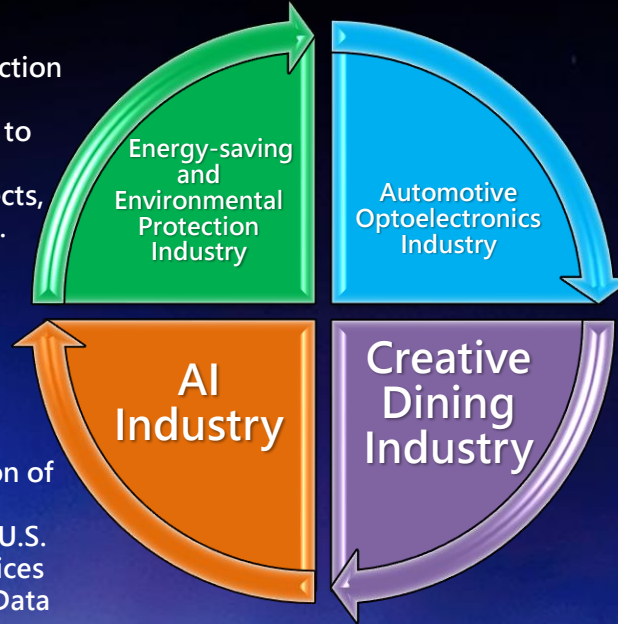 ction
to
ects,
.
Energy-saving
and
Environmental
Protection
Industry
Automotive
Optoelectronics
Industry
AI
Industry
Creative
Dining
Industry
on of
U.S.
ices
Data